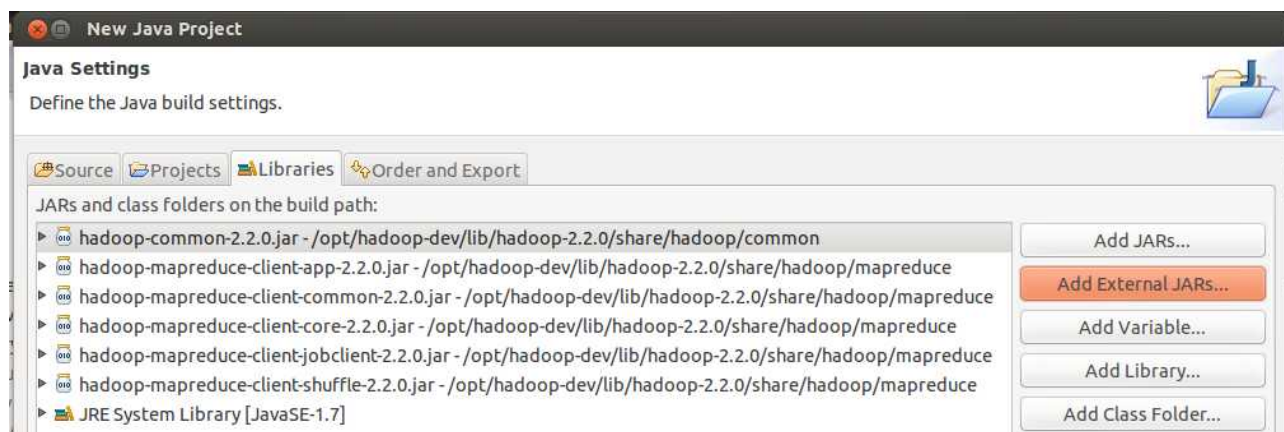 New Java Project
Java Settings
Define the Java build settings.
Source Projects Libraries Order and Export
JARs and class folders on the build path:
hadoop-common-2.2.0.jar - /opt/hadoop-dev/lib/hadoop-2.2.0/share/hadoop/common
hadoop-mapreduce-client-app-2.2.0.jar - /opt/hadoop-dev/lib/hadoop-2.2.0/share/hadoop/mapreduce
hadoop-mapreduce-client-common-2.2.0.jar - /opt/hadoop-dev/lib/hadoop-2.2.0/share/hadoop/mapreduce
hadoop-mapreduce-client-core-2.2.0.jar - /opt/hadoop-dev/lib/hadoop-2.2.0/share/hadoop/mapreduce
hadoop-mapreduce-client-jobclient-2.2.0.jar - /opt/hadoop-dev/lib/hadoop-2.2.0/share/hadoop/mapreduce
hadoop-mapreduce-client-shuffle-2.2.0.jar - /opt/hadoop-dev/lib/hadoop-2.2.0/share/hadoop/mapreduce
JRE System Library [JavaSE-1.7]
Add JARs...
Add External JARs...
Add Variable...
Add Library...
Add Class Folder...